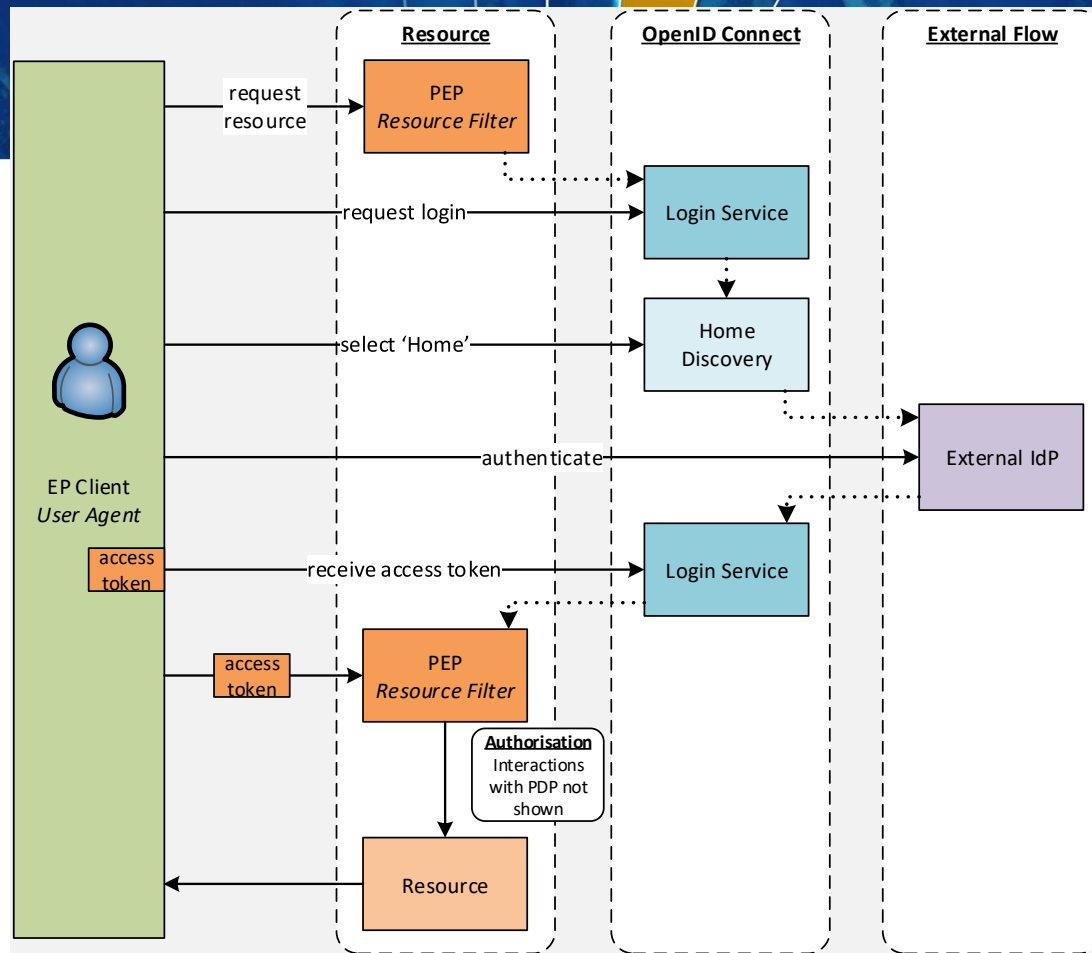 Resource
OpenID Connect
External Flow
request
resource
PEP
Resource Filter
request login
Login Service
select ‘Home’
Home
Discovery
authenticate
External IdP
EP Client
User Agent
access
token
receive access token
Login Service
access
token
PEP
Resource Filter
Authorisation
Interactions
with PDP not
shown
Resource